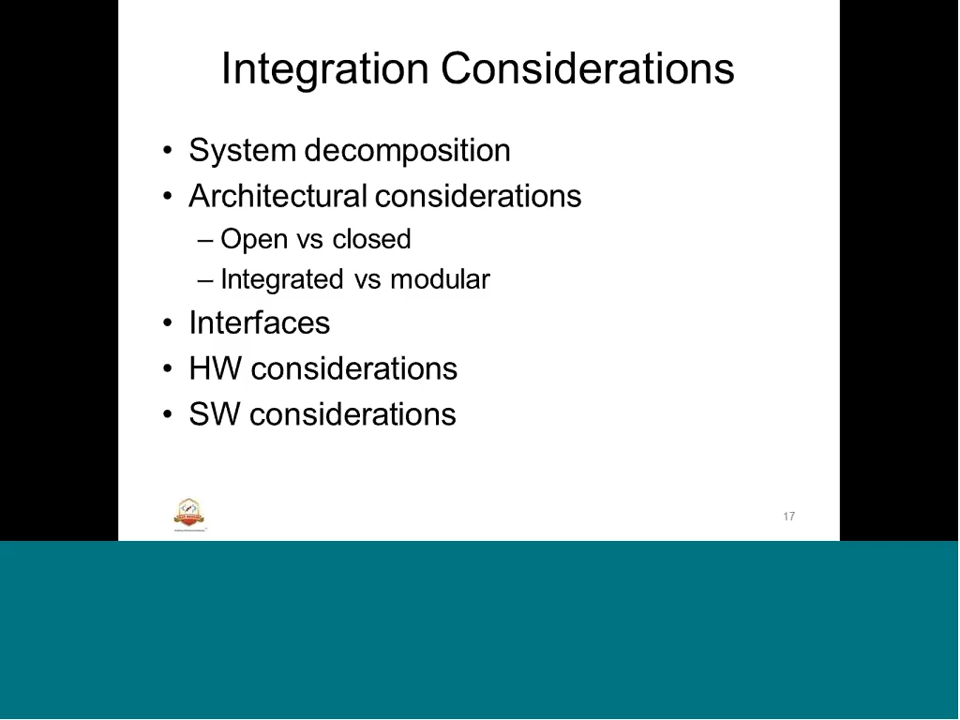 Integration Considerations
• System decomposition
• Architectural considerations
– Open vs closed
– Integrated vs modular
• Interfaces
• HW considerations
• SW considerations
17